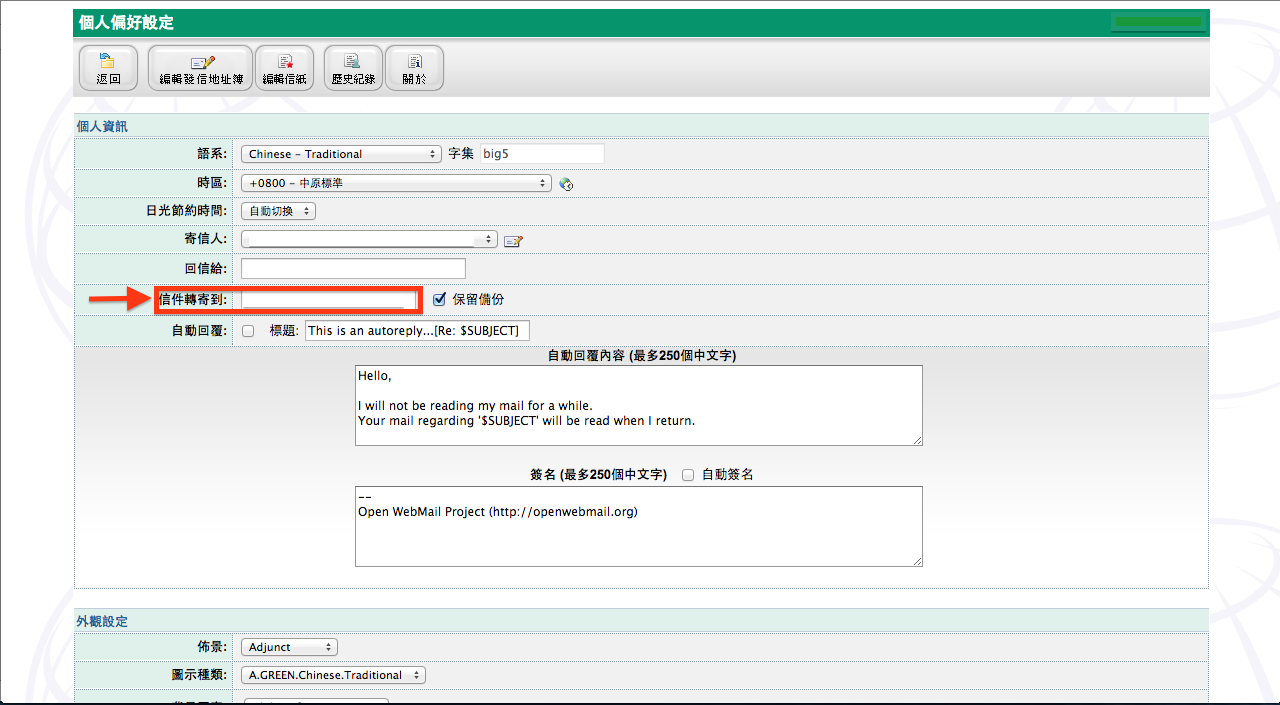 個人偏好設定
返回 編輯發信地址簿 編輯信紙 歷史紀錄 關於
個人資訊
語系: Chinese - Traditional 字集 big5
時區: +0800 - 中原標準
日光節約時間: 自動切換
寄信人:
回信給:
信件轉寄到: 保留備份
自動回覆: 標題: This is an autoreply...[Re: $SUBJECT]
自動回覆內容 (最多250個中文字)
Hello,
I will not be reading my mail for a while.
Your mail regarding '$SUBJECT' will be read when I return.
簽名 (最多250個中文字) 自動簽名
--
Open WebMail Project (http://openwebmail.org)
外觀設定
佈景: Adjunct
圖示種類: A.GREEN.Chinese.Traditional